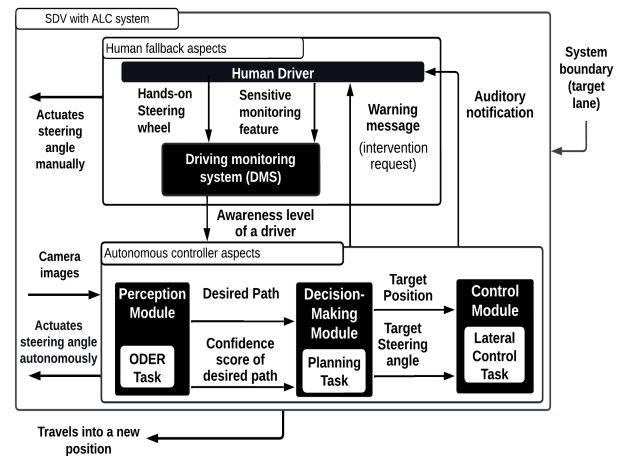 SDV with ALC system
Human fallback aspects
Human Driver
Hands-on
Steering
wheel
Sensitive
monitoring
feature
Warning
message
(intervention
request)
Auditory
notification
System
boundary
(target
lane)
Actuates
steering
angle
manually
Driving monitoring
system (DMS)
Awareness level
of a driver
Autonomous controller aspects
Camera
images
Actuates
steering angle
autonomously
Perception
Module
ODER
Task
Desired Path
Confidence
score of
desired path
Decision-
Making
Module
Planning
Task
Target
Position
Target
Steering
angle
Control
Module
Lateral
Control
Task
Travels into a new
position